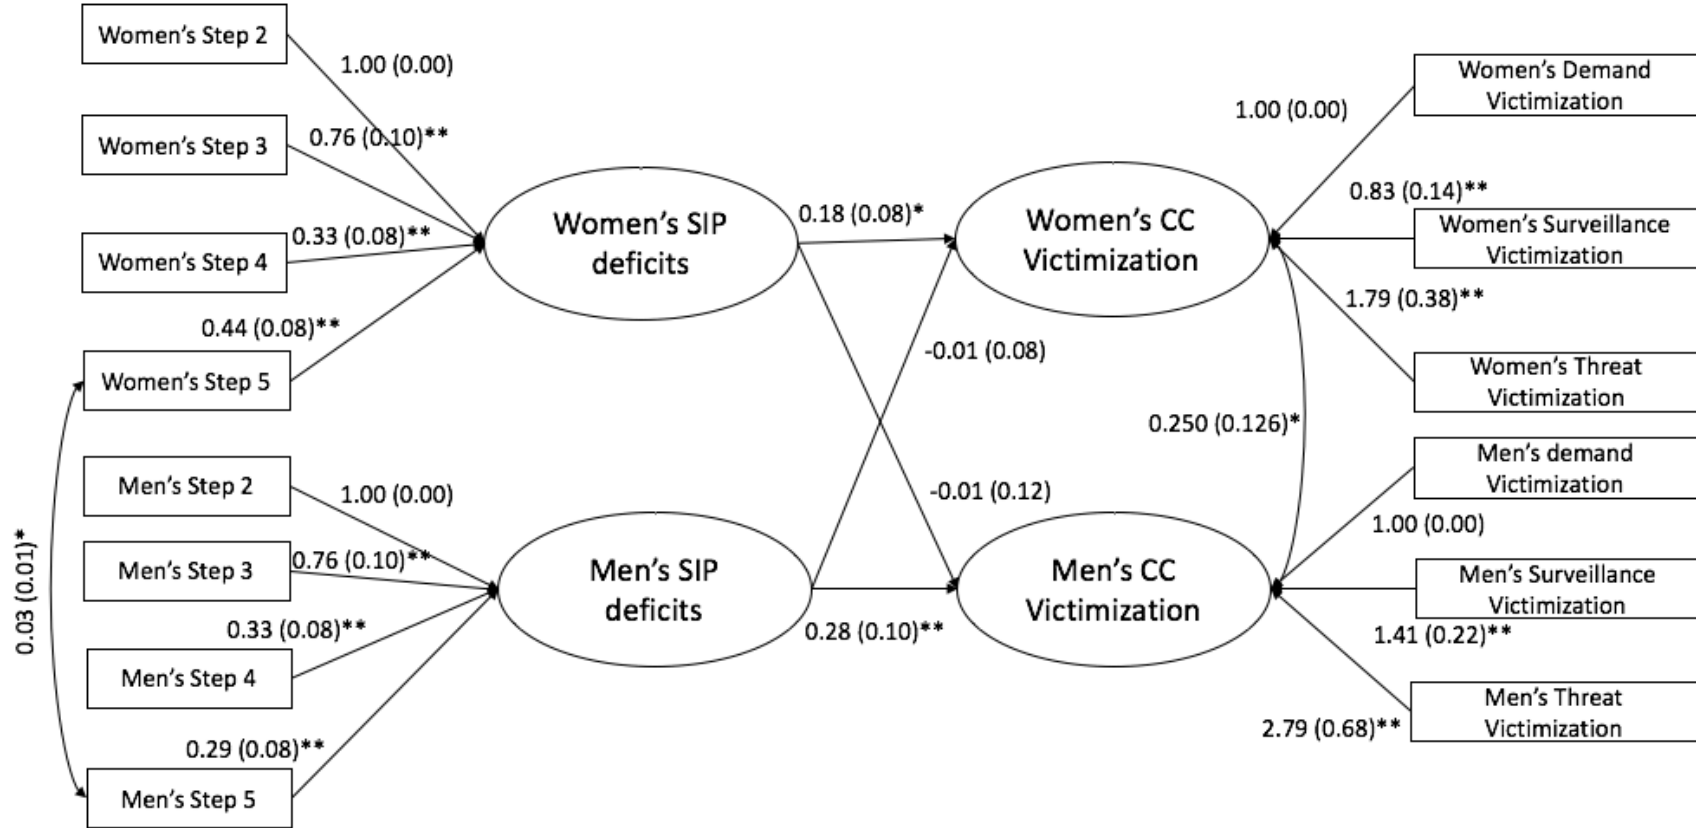 Women's Step 2
1.00 (0.00)
Women's Step 3
0.76 (0.10)**
Women's Step 4
0.33 (0.08)**
0.44 (0.08)**
Women's Step 5
0.03 (0.01)*
Men's Step 2
1.00 (0.00)
Men's Step 3
0.76 (0.10)**
0.33 (0.08)**
Men's Step 4
0.29 (0.08)**
Men's Step 5
Women's SIP
deficits
Men's SIP
deficits
0.18 (0.08)*
-0.01 (0.08)
-0.01 (0.12)
0.28 (0.10)**
Women's CC
Victimization
Men's CC
Victimization
0.250 (0.126)*
Women's Demand
Victimization
1.00 (0.00)
0.83 (0.14)**
Women's Surveillance
Victimization
1.79 (0.38)**
Women's Threat
Victimization
Men's demand
Victimization
1.00 (0.00)
Men's Surveillance
Victimization
1.41 (0.22)**
Men's Threat
Victimization
2.79 (0.68)**